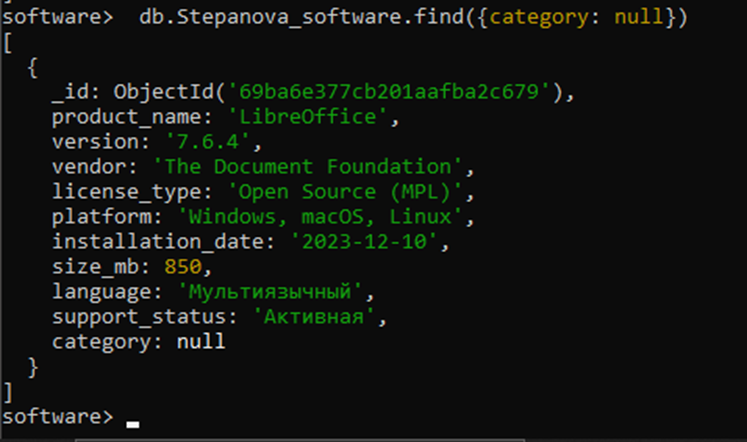 software>  db.Stepanova_software.find({category: null})
[
  {
    _id: ObjectId('69ba6e377cb201aafba2c679'),
    product_name: 'LibreOffice',
    version: '7.6.4',
    vendor: 'The Document Foundation',
    license_type: 'Open Source (MPL)',
    platform: 'Windows, macOS, Linux',
    installation_date: '2023-12-10',
    size_mb: 850,
    language: 'Мультиязычный',
    support_status: 'Активная',
    category: null
  }
]
software> _